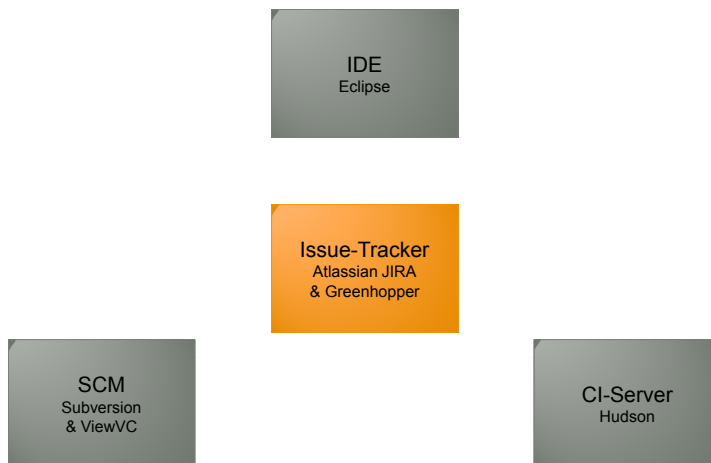 IDE
Eclipse
Issue-Tracker
Atlassian JIRA
& Greenhopper
SCM
Subversion
& ViewVC
CI-Server
Hudson